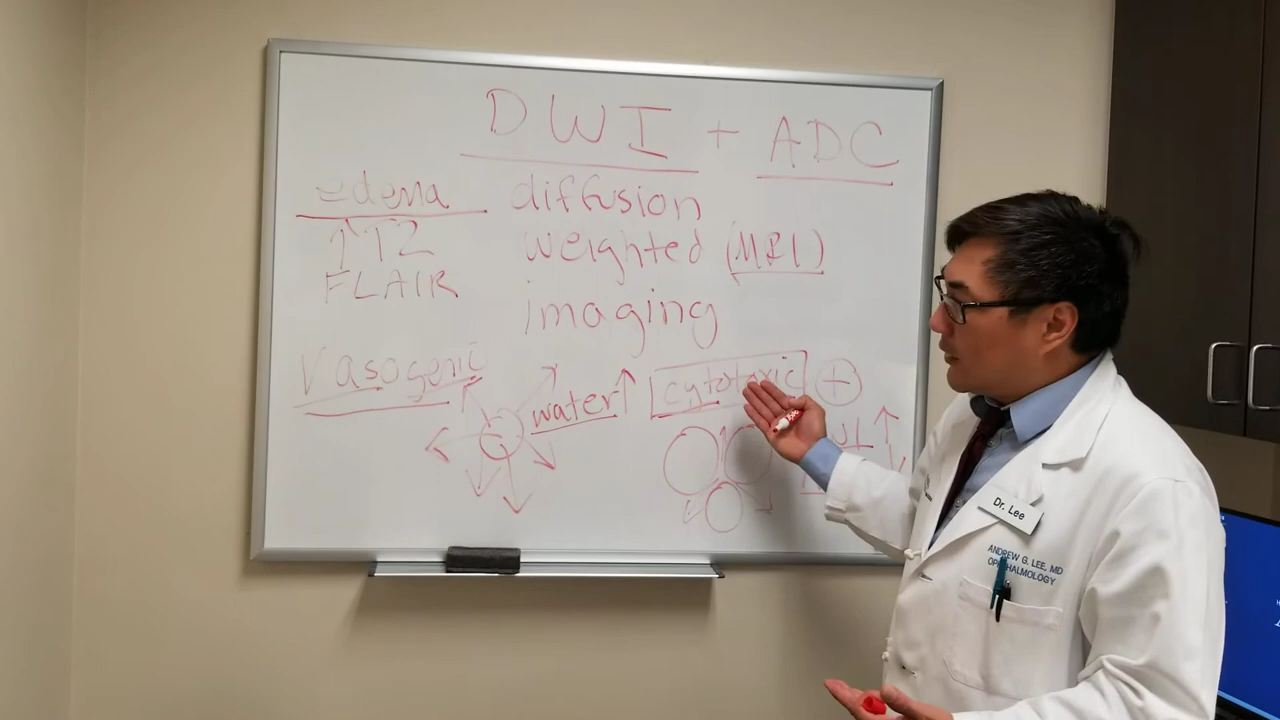 DWI + ADC
edema
diffusion
↑T2
weighted (MRI)
FLAIR
imaging
vasogenic
water↑
cytotoxic +
Dr. Lee
ANDREW G. LEE, MD
OPHTHALMOLOGY